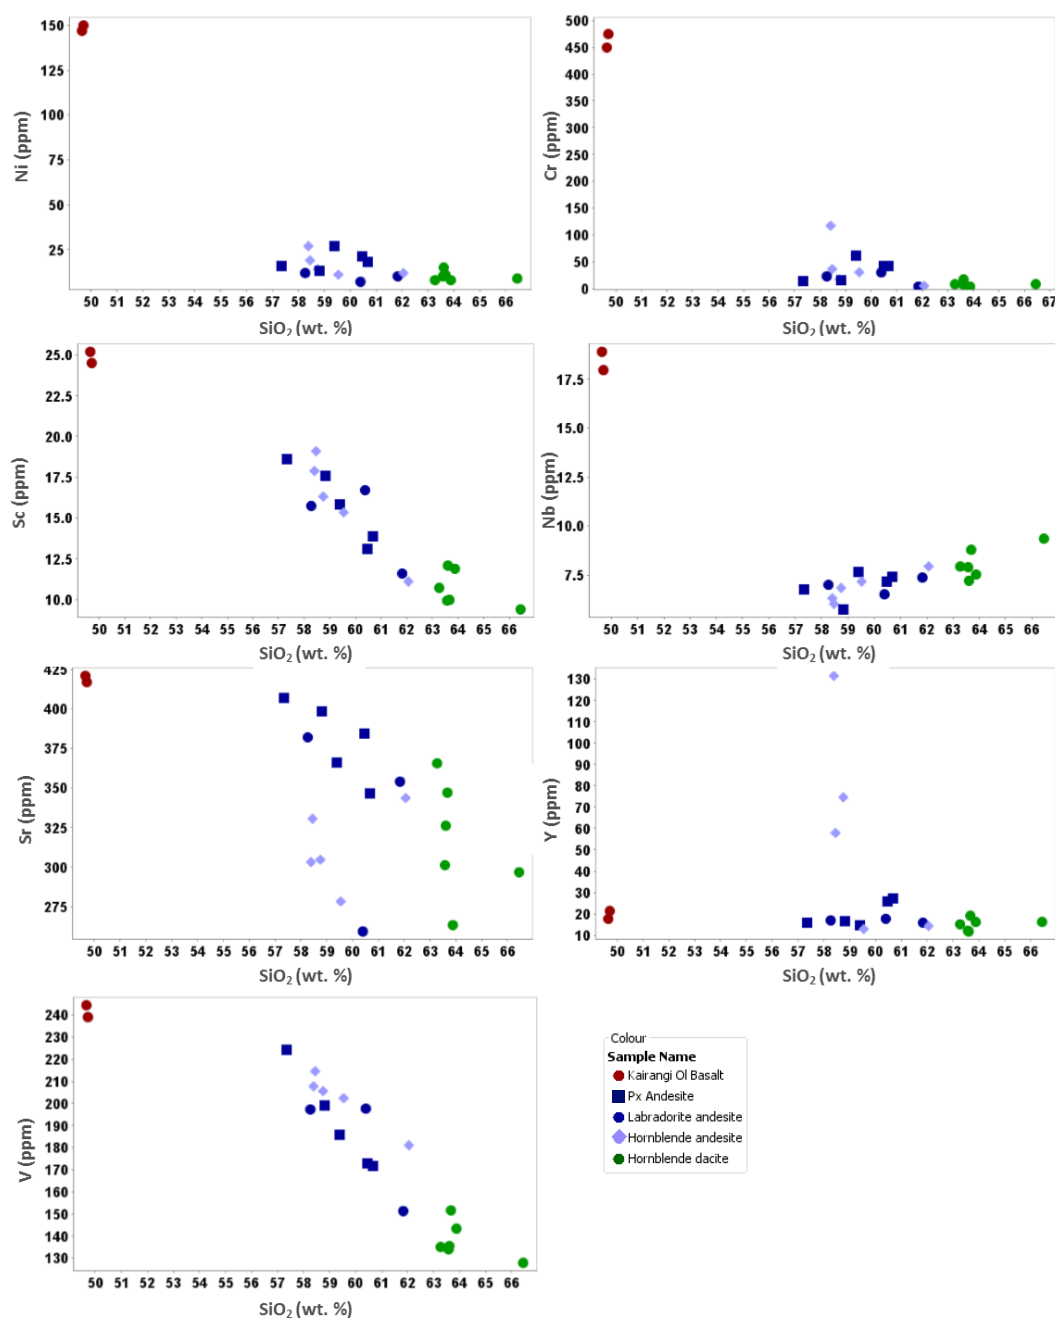 150
125
100
75
50
25
Ni (ppm)
50 51 52 53 54 55 56 57 58 59 60 61 62 63 64 65 66
SiO2 (wt. %)
500
450
400
350
300
250
200
150
100
50
0
Cr (ppm)
50 51 52 53 54 55 56 57 58 59 60 61 62 63 64 65 66 67
SiO2 (wt. %)
25.0
22.5
20.0
17.5
15.0
12.5
10.0
Sc (ppm)
50 51 52 53 54 55 56 57 58 59 60 61 62 63 64 65 66
SiO2 (wt. %)
17.5
15.0
12.5
10.0
7.5
Nb (ppm)
50 51 52 53 54 55 56 57 58 59 60 61 62 63 64 65 66
SiO2 (wt. %)
425
400
375
350
325
300
275
Sr (ppm)
50 51 52 53 54 55 56 57 58 59 60 61 62 63 64 65 66
SiO2 (wt. %)
130
120
110
100
90
80
70
60
50
40
30
20
10
Y (ppm)
50 51 52 53 54 55 56 57 58 59 60 61 62 63 64 65 66
SiO2 (wt. %)
240
230
220
210
200
190
180
170
160
150
140
130
V (ppm)
50 51 52 53 54 55 56 57 58 59 60 61 62 63 64 65 66
SiO2 (wt. %)
Colour
Sample Name
Kairangi Ol Basalt
Px Andesite
Labradorite andesite
Hornblende andesite
Hornblende dacite